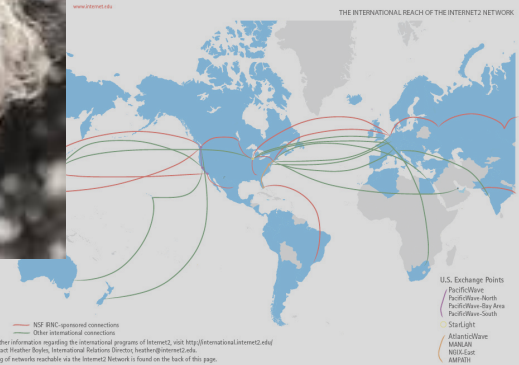 www.internet.edu
THE INTERNATIONAL REACH OF THE INTERNET2 NETWORK
NSF IRNC-sponsored connections
Other international connections
ther information regarding the international programs of Internet2, visit http://international.internet2.edu/
act Heather Boyles, International Relations Director, heather@internet2.edu.
g of networks reachable via the Internet2 Network is found on the back of this page.
U.S. Exchange Points
PacificWave
PacificWave-North
PacificWave-Bay Area
PacificWave-South
StarLight
AtlanticWave
MANLAN
NGIX-East
AMPATH